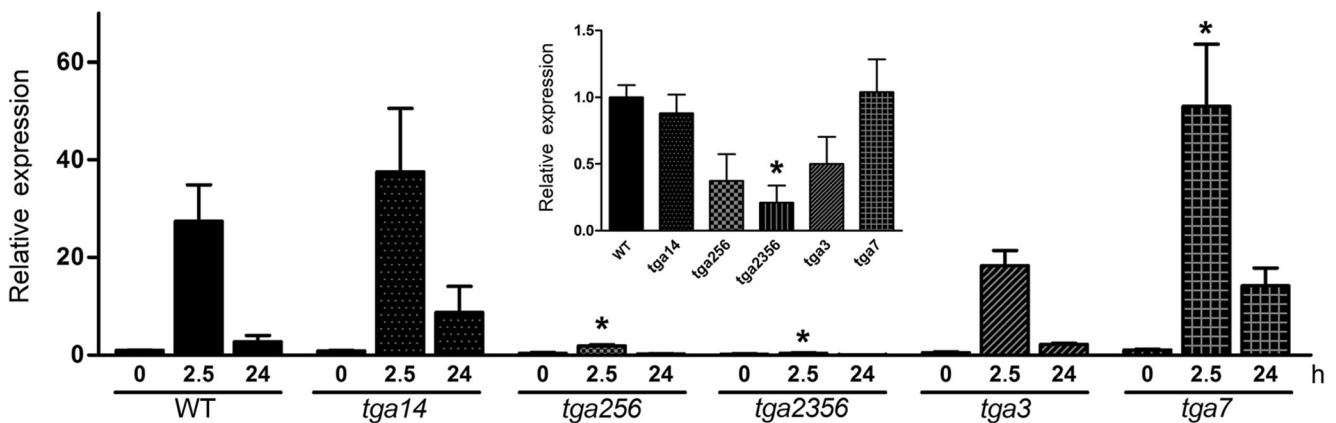 Relative expression
60
40
20
0
Relative expression
1.5
1.0
0.5
0.0
*
WT tga14 tga256 tga2356 tga3 tga7
* * *
0 2.5 24 0 2.5 24 0 2.5 24 0 2.5 24 0 2.5 24 0 2.5 24 h
WT tga14 tga256 tga2356 tga3 tga7